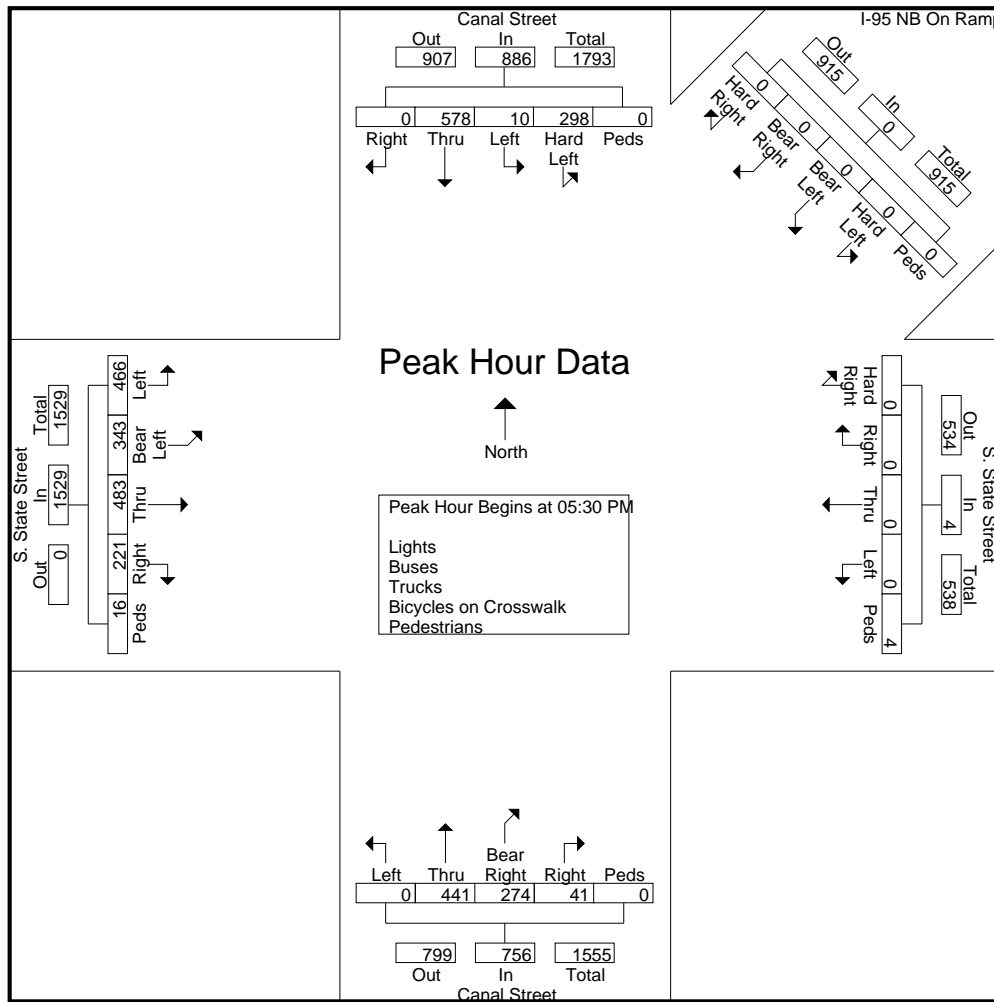 Canal Street
Out In Total
907 886 1793
0 578 10 298 0
Right Thru Left Hard Left Peds
I-95 NB On Ramp
Out In Total
915 0 915
0 0 0 0 0
Hard Right Bear Right Bear Left Hard Left Peds
S. State Street
Total In Out
1529 1529 0
466 343 483 221 16
Left Bear Left Thru Right Peds
Peak Hour Data
North
Peak Hour Begins at 05:30 PM
Lights
Buses
Trucks
Bicycles on Crosswalk
Pedestrians
Hard Right Right Thru Left Peds
0 0 0 0 4
Out In Total
534 4 538
S. State Street
Left Thru Bear Right Right Peds
0 441 274 41 0
799 756 1555
Out In Total
Canal Street